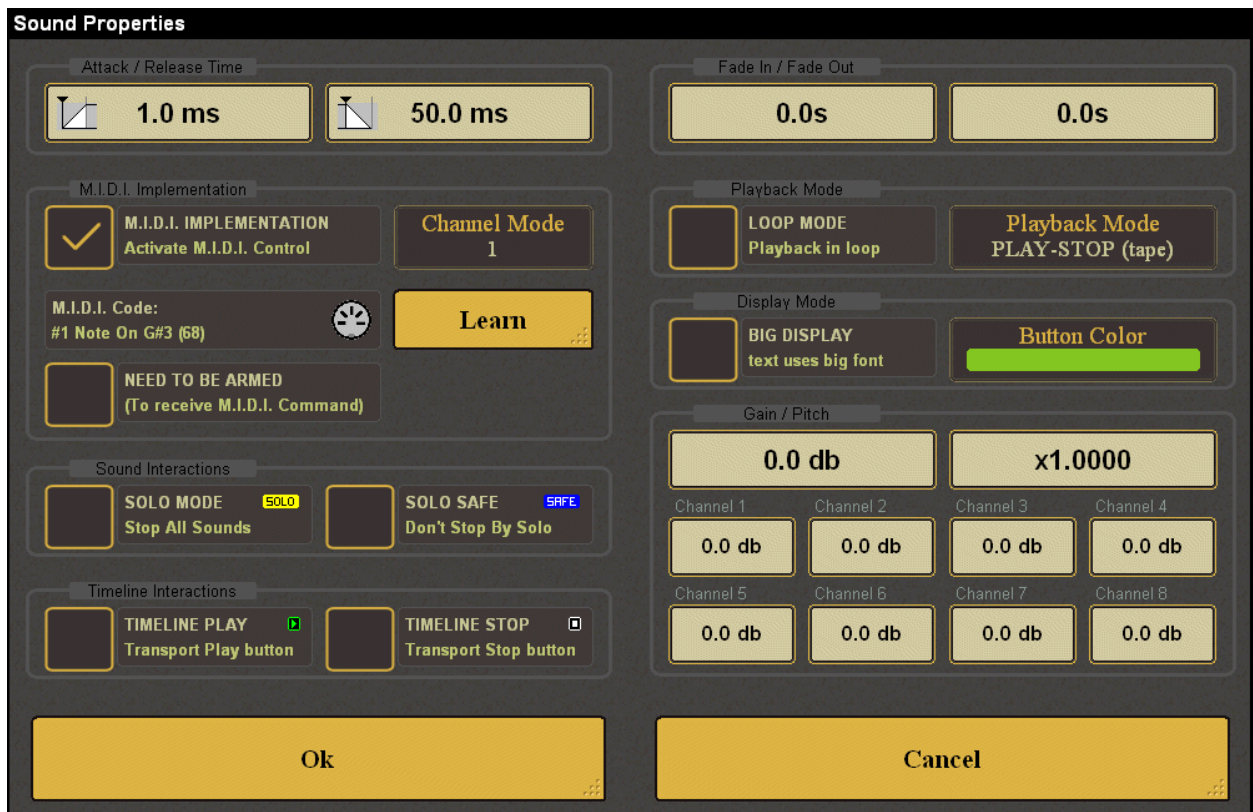 Sound Properties
Attack / Release Time
1.0 ms
50.0 ms
Fade In / Fade Out
0.0s
0.0s
M.I.D.I. Implementation
M.I.D.I. IMPLEMENTATION
Activate M.I.D.I. Control
Channel Mode
1
M.I.D.I. Code:
#1 Note On G#3 (68)
Learn
NEED TO BE ARMED
(To receive M.I.D.I. Command)
Playback Mode
LOOP MODE
Playback in loop
Playback Mode
PLAY-STOP (tape)
Display Mode
BIG DISPLAY
text uses big font
Button Color
Sound Interactions
SOLO MODE
SOLO
Stop All Sounds
SOLO SAFE
SAFE
Don't Stop By Solo
Timeline Interactions
TIMELINE PLAY
Transport Play button
TIMELINE STOP
Transport Stop button
Gain / Pitch
0.0 db
x1.0000
Channel 1
Channel 2
Channel 3
Channel 4
0.0 db
0.0 db
0.0 db
0.0 db
Channel 5
Channel 6
Channel 7
Channel 8
0.0 db
0.0 db
0.0 db
0.0 db
Ok
Cancel